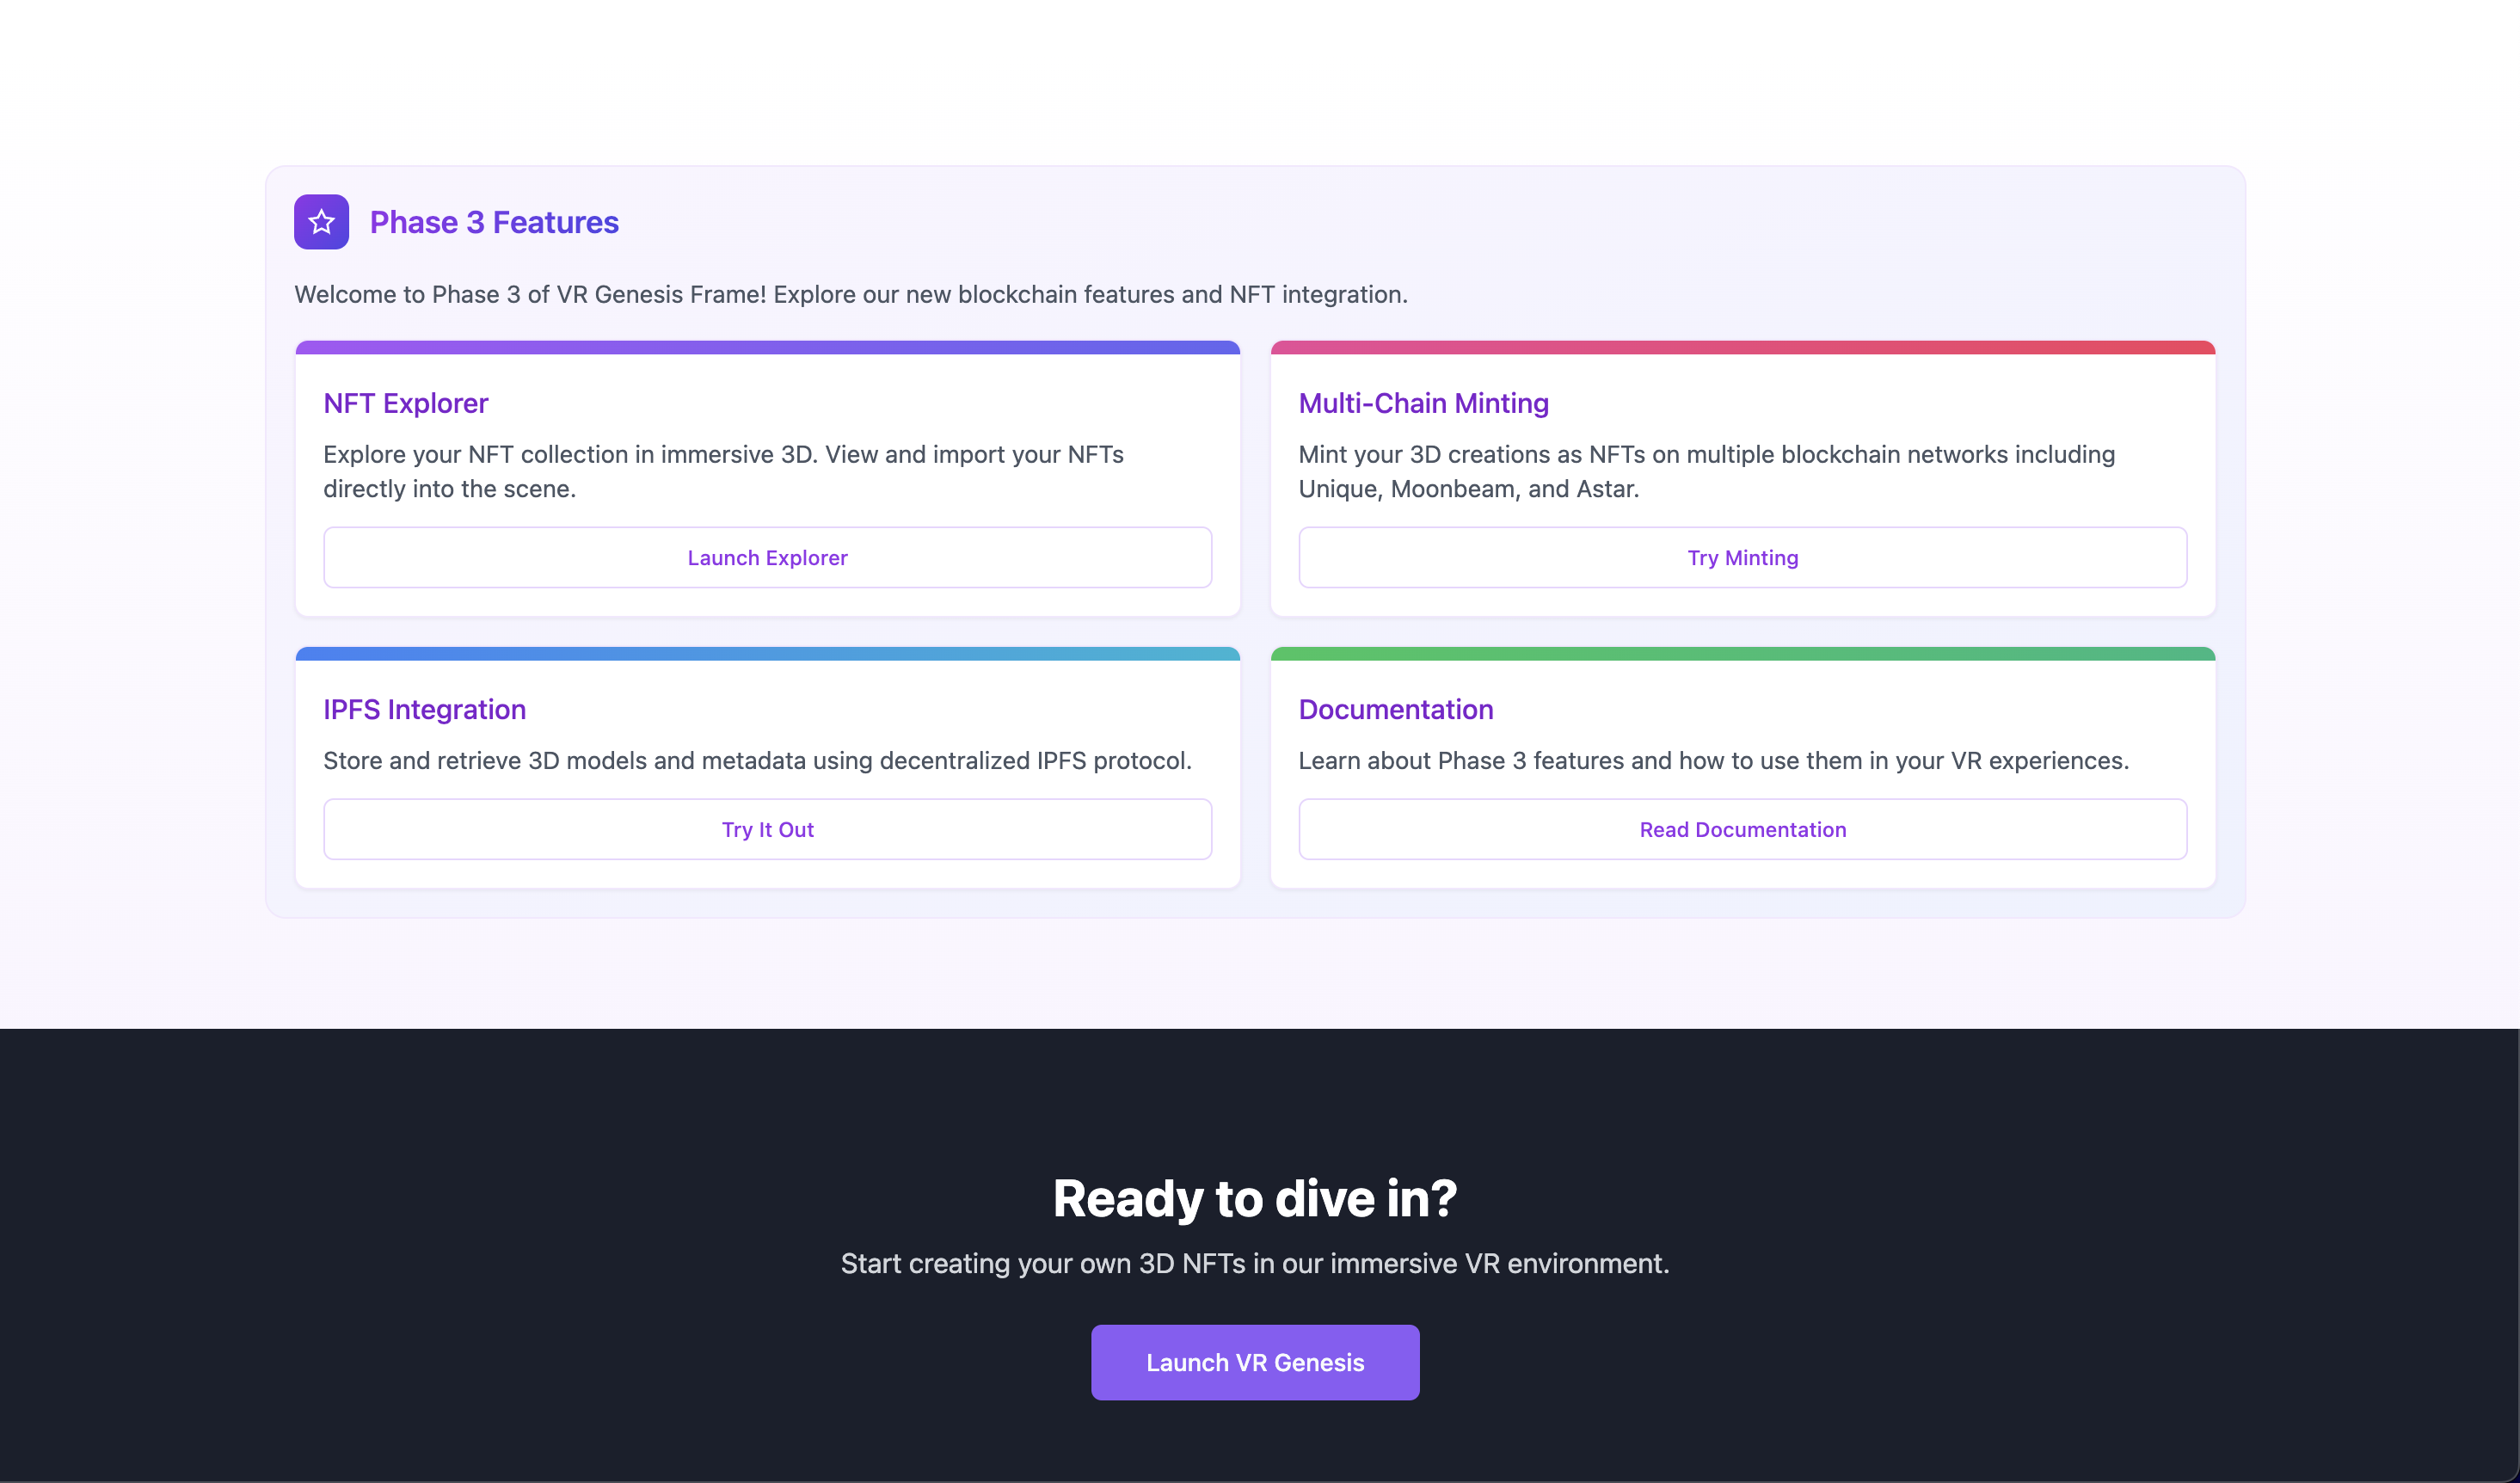 Phase 3 Features
Welcome to Phase 3 of VR Genesis Frame! Explore our new blockchain features and NFT integration.
NFT Explorer
Explore your NFT collection in immersive 3D. View and import your NFTs
directly into the scene.
Launch Explorer
Multi-Chain Minting
Mint your 3D creations as NFTs on multiple blockchain networks including
Unique, Moonbeam, and Astar.
Try Minting
IPFS Integration
Store and retrieve 3D models and metadata using decentralized IPFS protocol.
Try It Out
Documentation
Learn about Phase 3 features and how to use them in your VR experiences.
Read Documentation
Ready to dive in?
Start creating your own 3D NFTs in our immersive VR environment.
Launch VR Genesis